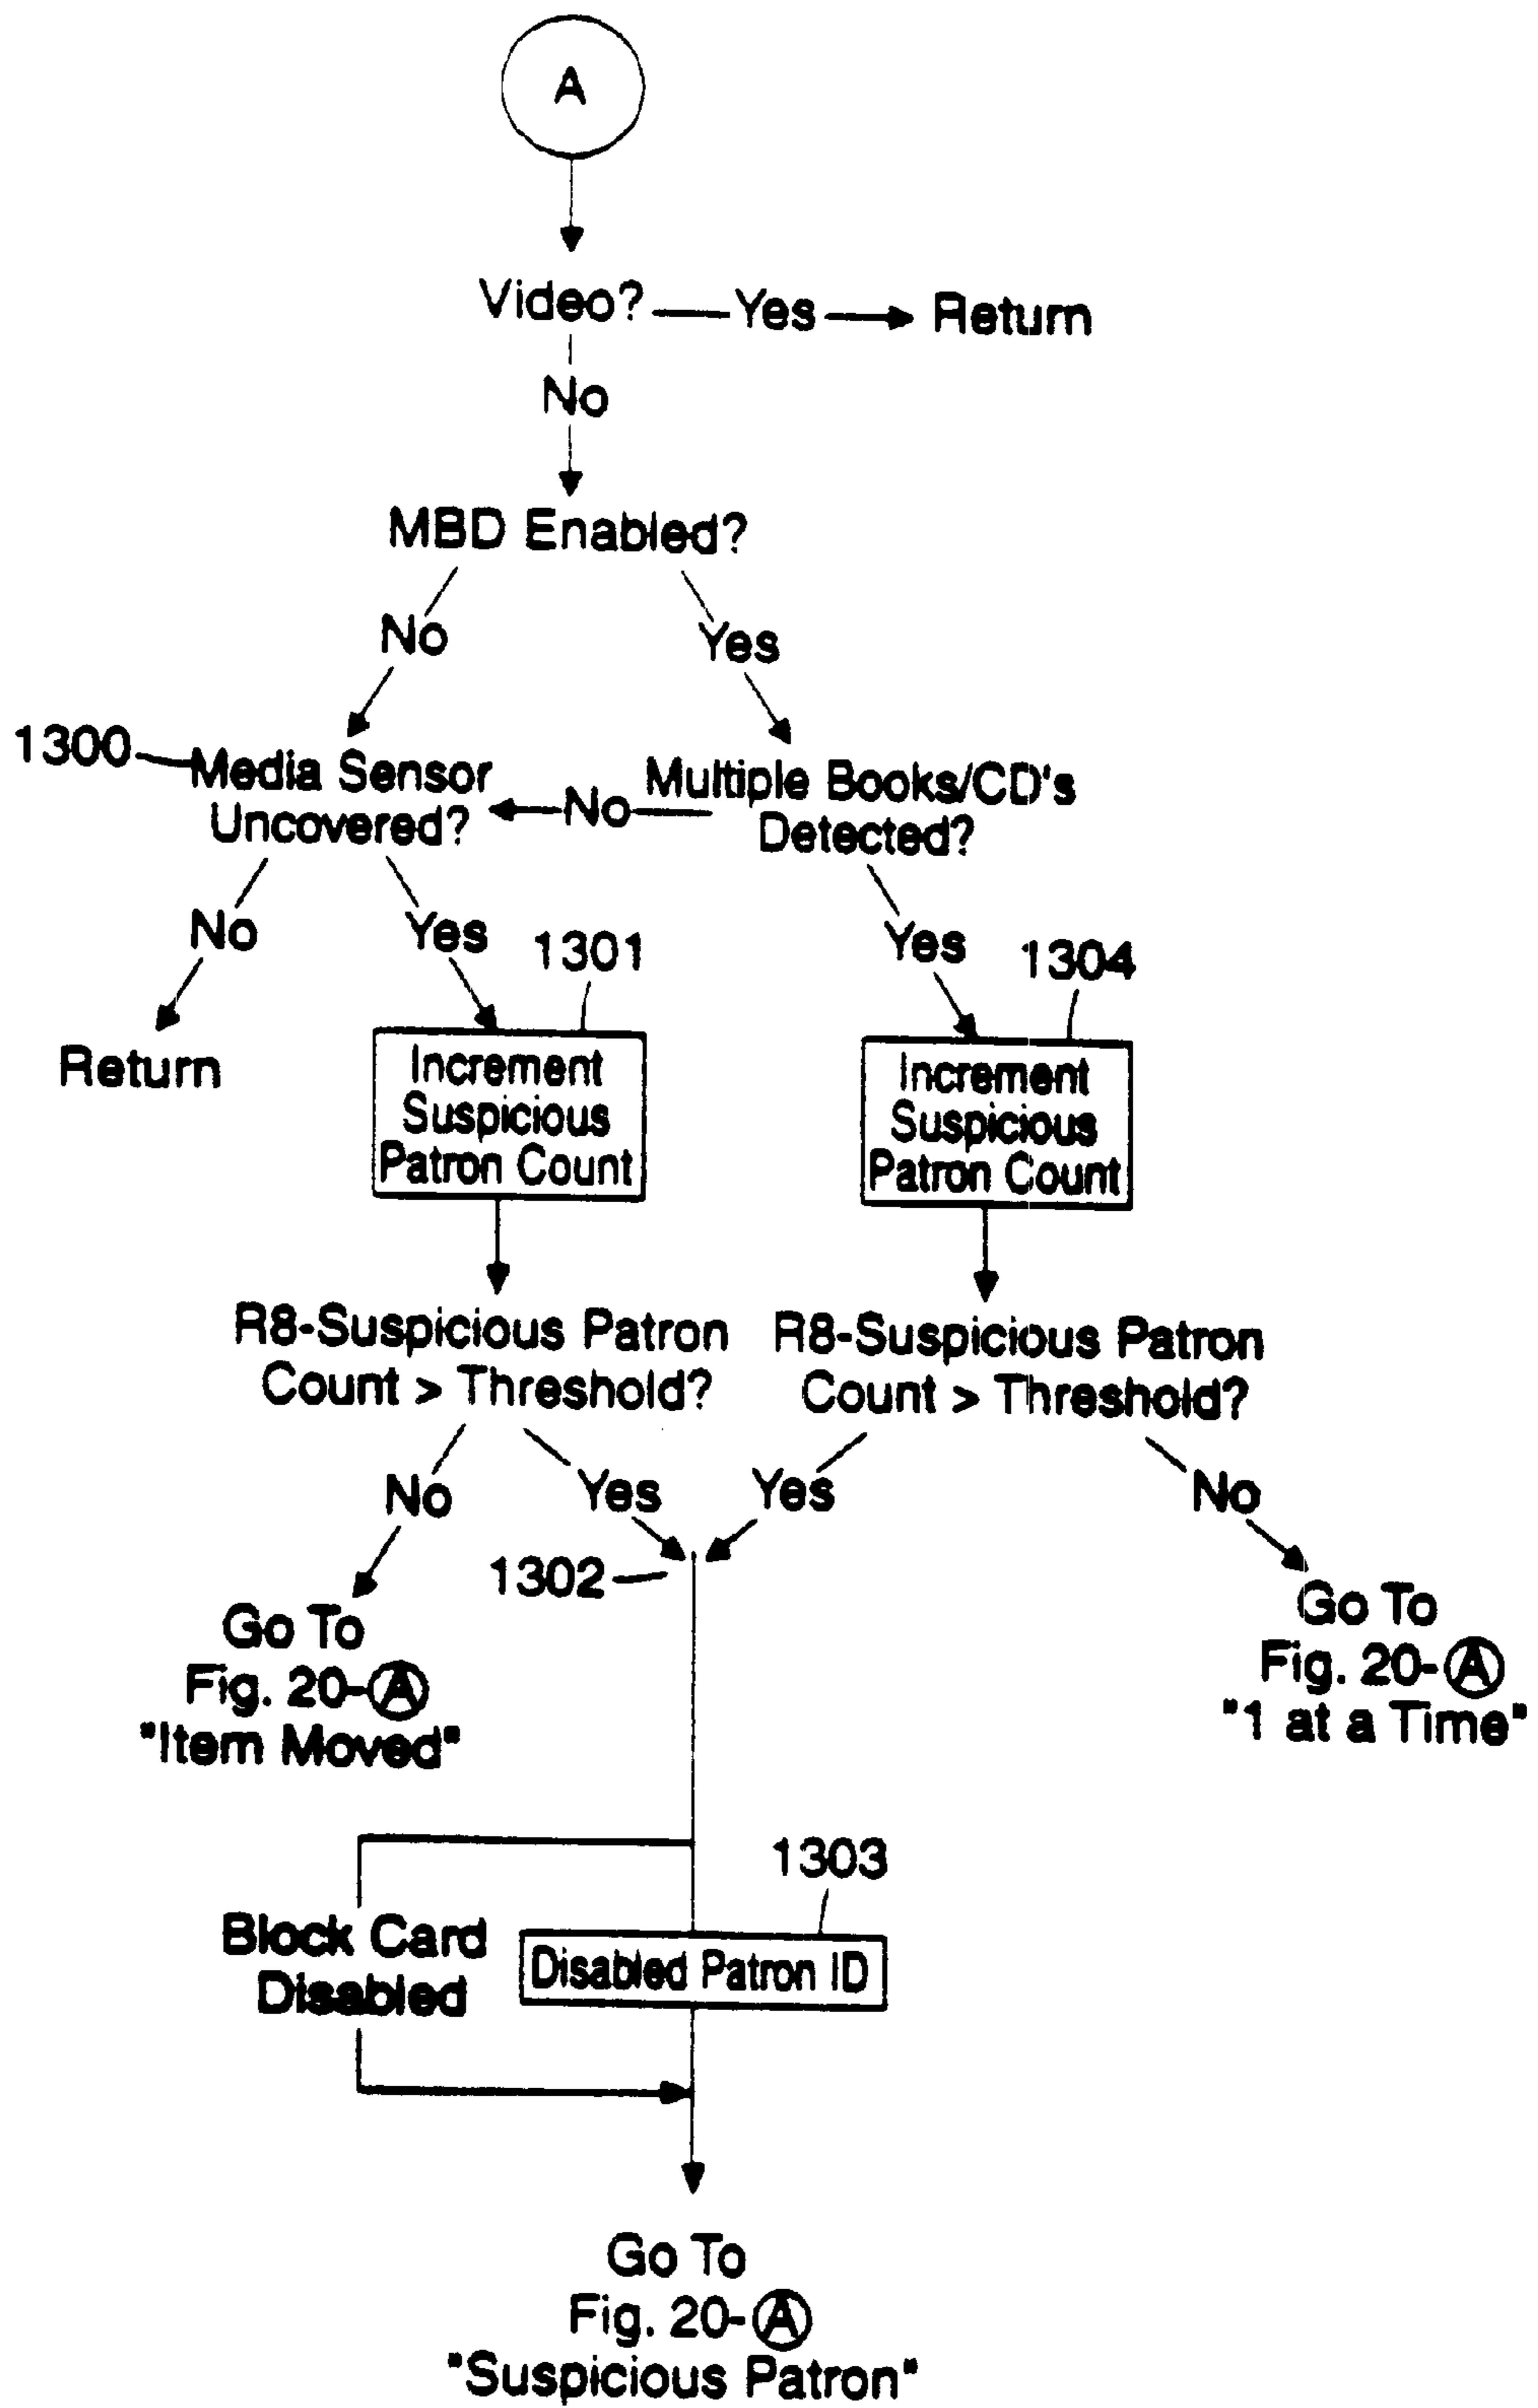 A
Video? Yes Return
No
MBD Enabled?
No Yes
1300 Media Sensor
Uncovered?
No
Multiple Books/CD's
Detected?
No Yes 1301
Yes 1304
Return
Increment
Suspicious
Patron Count
Increment
Suspicious
Patron Count
R8-Suspicious Patron
Count > Threshold?
R8-Suspicious Patron
Count > Threshold?
No Yes Yes No
1302
Go To
Fig. 20-A
"Item Moved"
Go To
Fig. 20-A
"1 at a Time"
1303
Block Card
Disabled
Disabled Patron ID
Go To
Fig. 20-A
"Suspicious Patron"